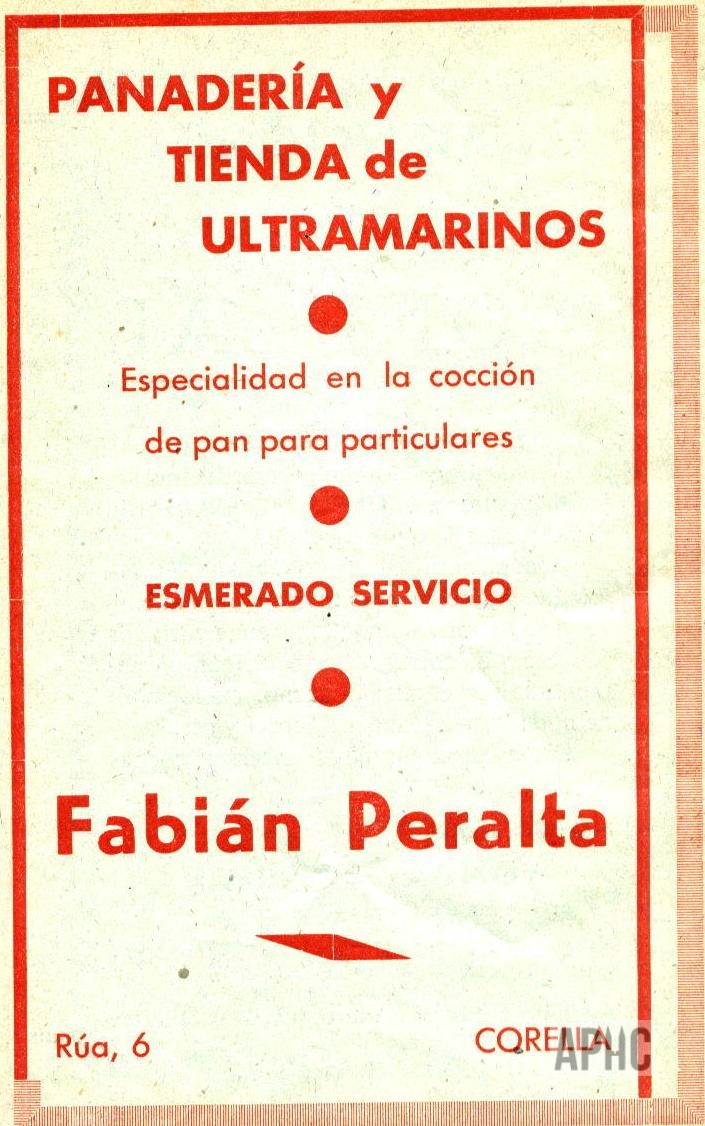 PANADERÍA y
TIENDA de
ULTRAMARINOS
Especialidad en la cocción
de pan para particulares
ESMERADO SERVICIO
Fabián Peralta
Rúa, 6
CORELLA
APHC